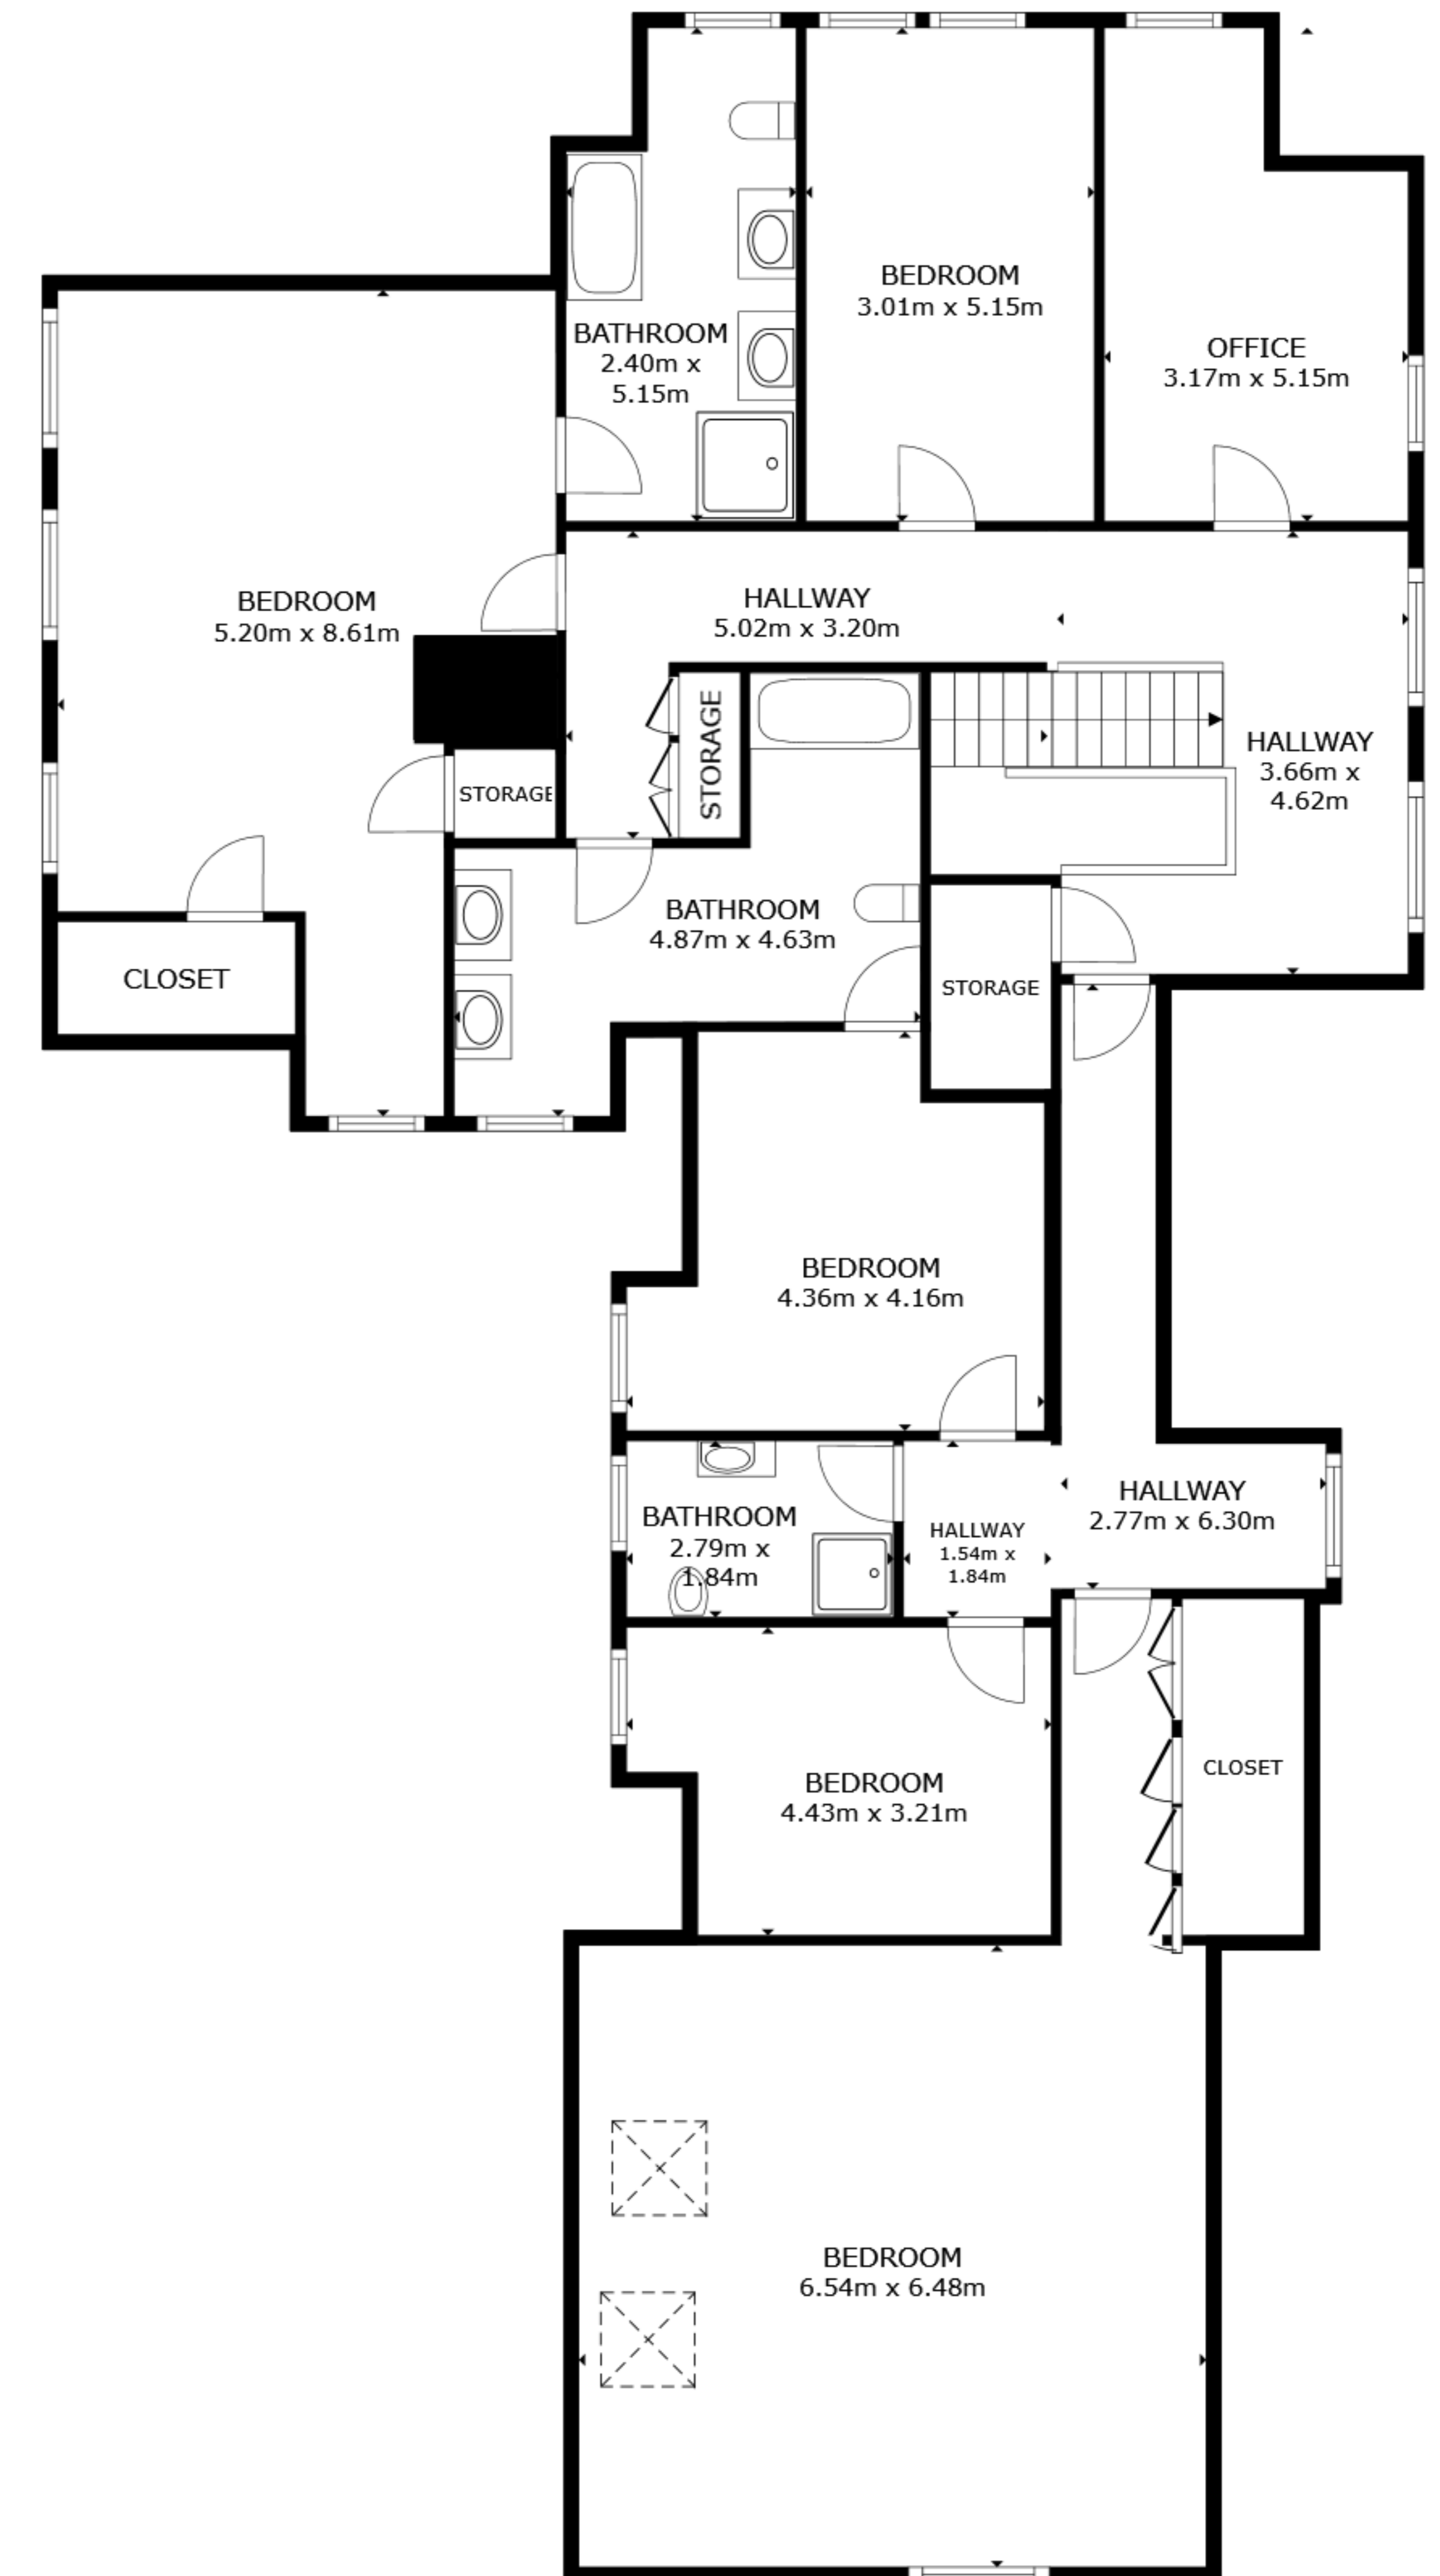 BEDROOM
3.01m x 5.15m
BATHROOM
2.40m x
5.15m
OFFICE
3.17m x 5.15m
BEDROOM
5.20m x 8.61m
HALLWAY
5.02m x 3.20m
STORAGE
STORAGE
HALLWAY
3.66m x
4.62m
BATHROOM
4.87m x 4.63m
CLOSET
STORAGE
BEDROOM
4.36m x 4.16m
HALLWAY
2.77m x 6.30m
BATHROOM
2.79m x
1.84m
HALLWAY
1.54m x
1.84m
BEDROOM
4.43m x 3.21m
CLOSET
BEDROOM
6.54m x 6.48m